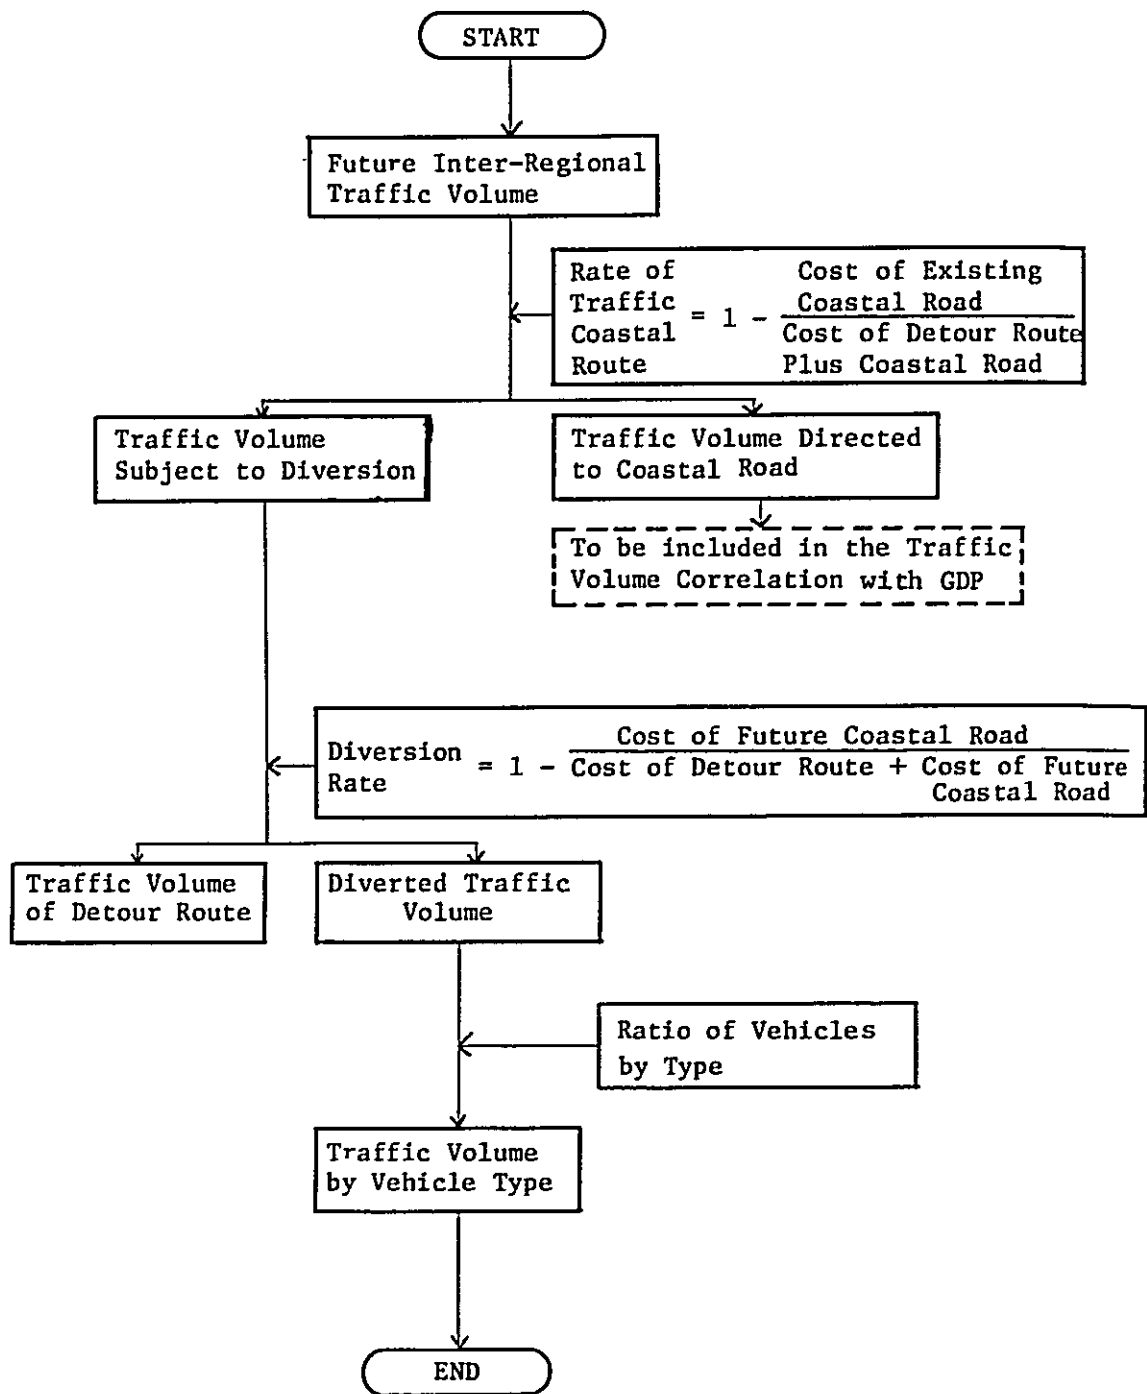 START
Future Inter-Regional
Traffic Volume
Rate of
Traffic
Coastal
Route
= 1 -
Cost of Existing
Coastal Road
Cost of Detour Route
Plus Coastal Road
Traffic Volume
Subject to Diversion
Traffic Volume Directed
to Coastal Road
To be included in the Traffic
Volume Correlation with GDP
Diversion
Rate
= 1 -
Cost of Future Coastal Road
Cost of Detour Route + Cost of Future
Coastal Road
Traffic Volume
of Detour Route
Diverted Traffic
Volume
Ratio of Vehicles
by Type
Traffic Volume
by Vehicle Type
END